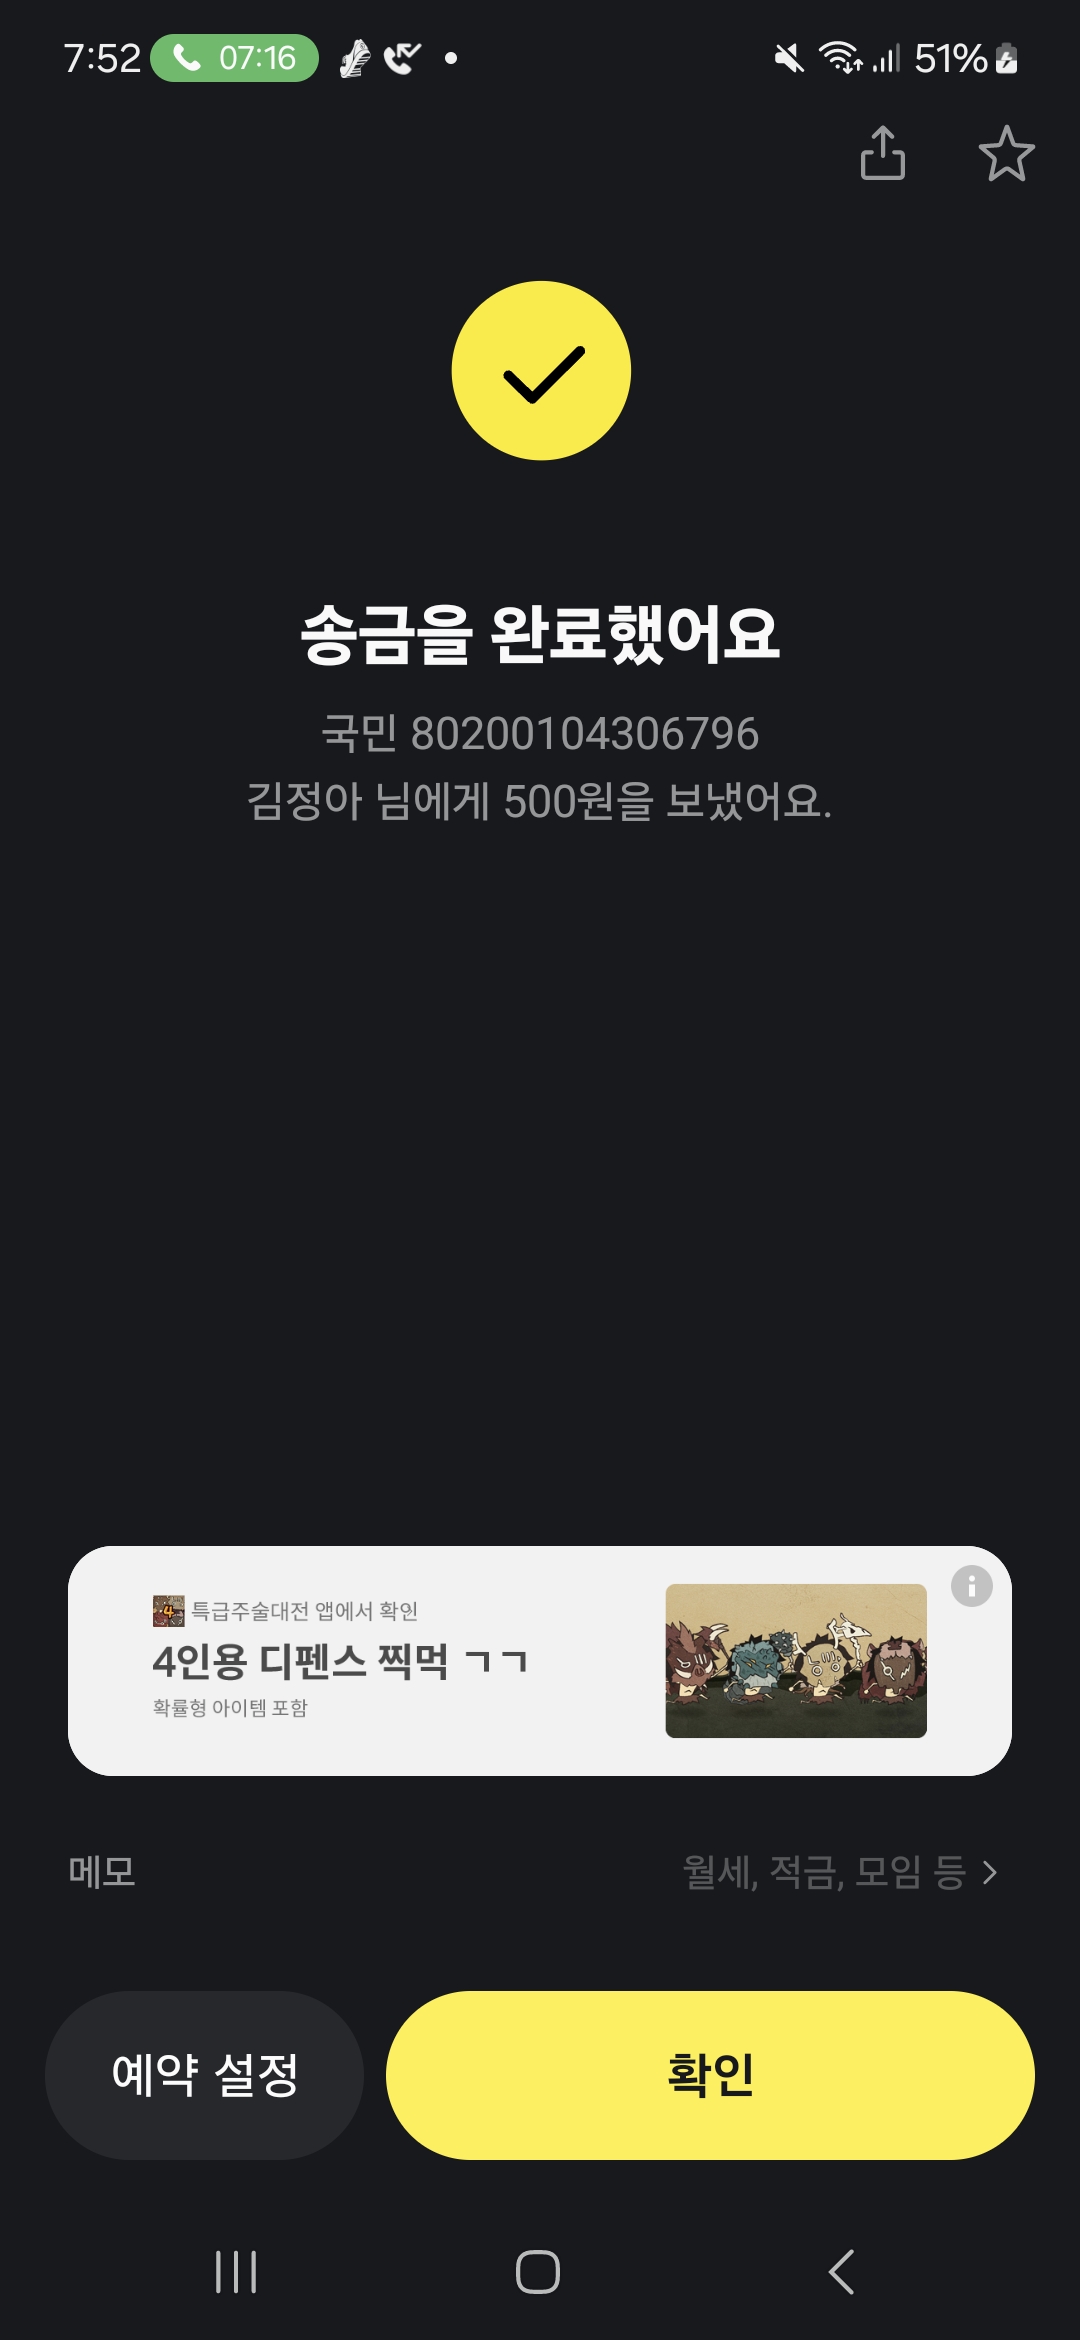 7:52 07:16 51%
송금을 완료했어요
국민 80200104306796
김정아 님에게 500원을 보냈어요.
특급주술대전 앱에서 확인
4인용 디펜스 찍먹 ㄱㄱ
확률형 아이템 포함
메모 월세, 적금, 모임 등
예약 설정 확인